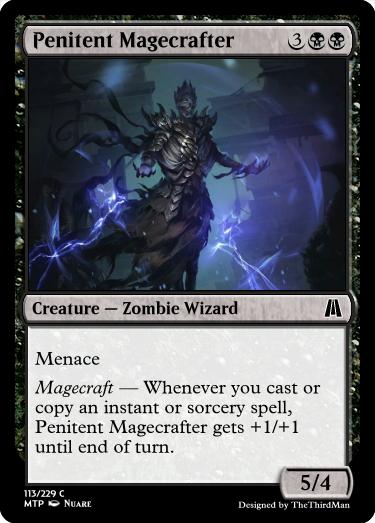 Penitent Magecrafter 3
Creature — Zombie Wizard
Menace
Magecraft — Whenever you cast or
copy an instant or sorcery spell,
Penitent Magecrafter gets +1/+1
until end of turn.
5/4
113/229 C
MTP Nuare
Designed by TheThirdMan